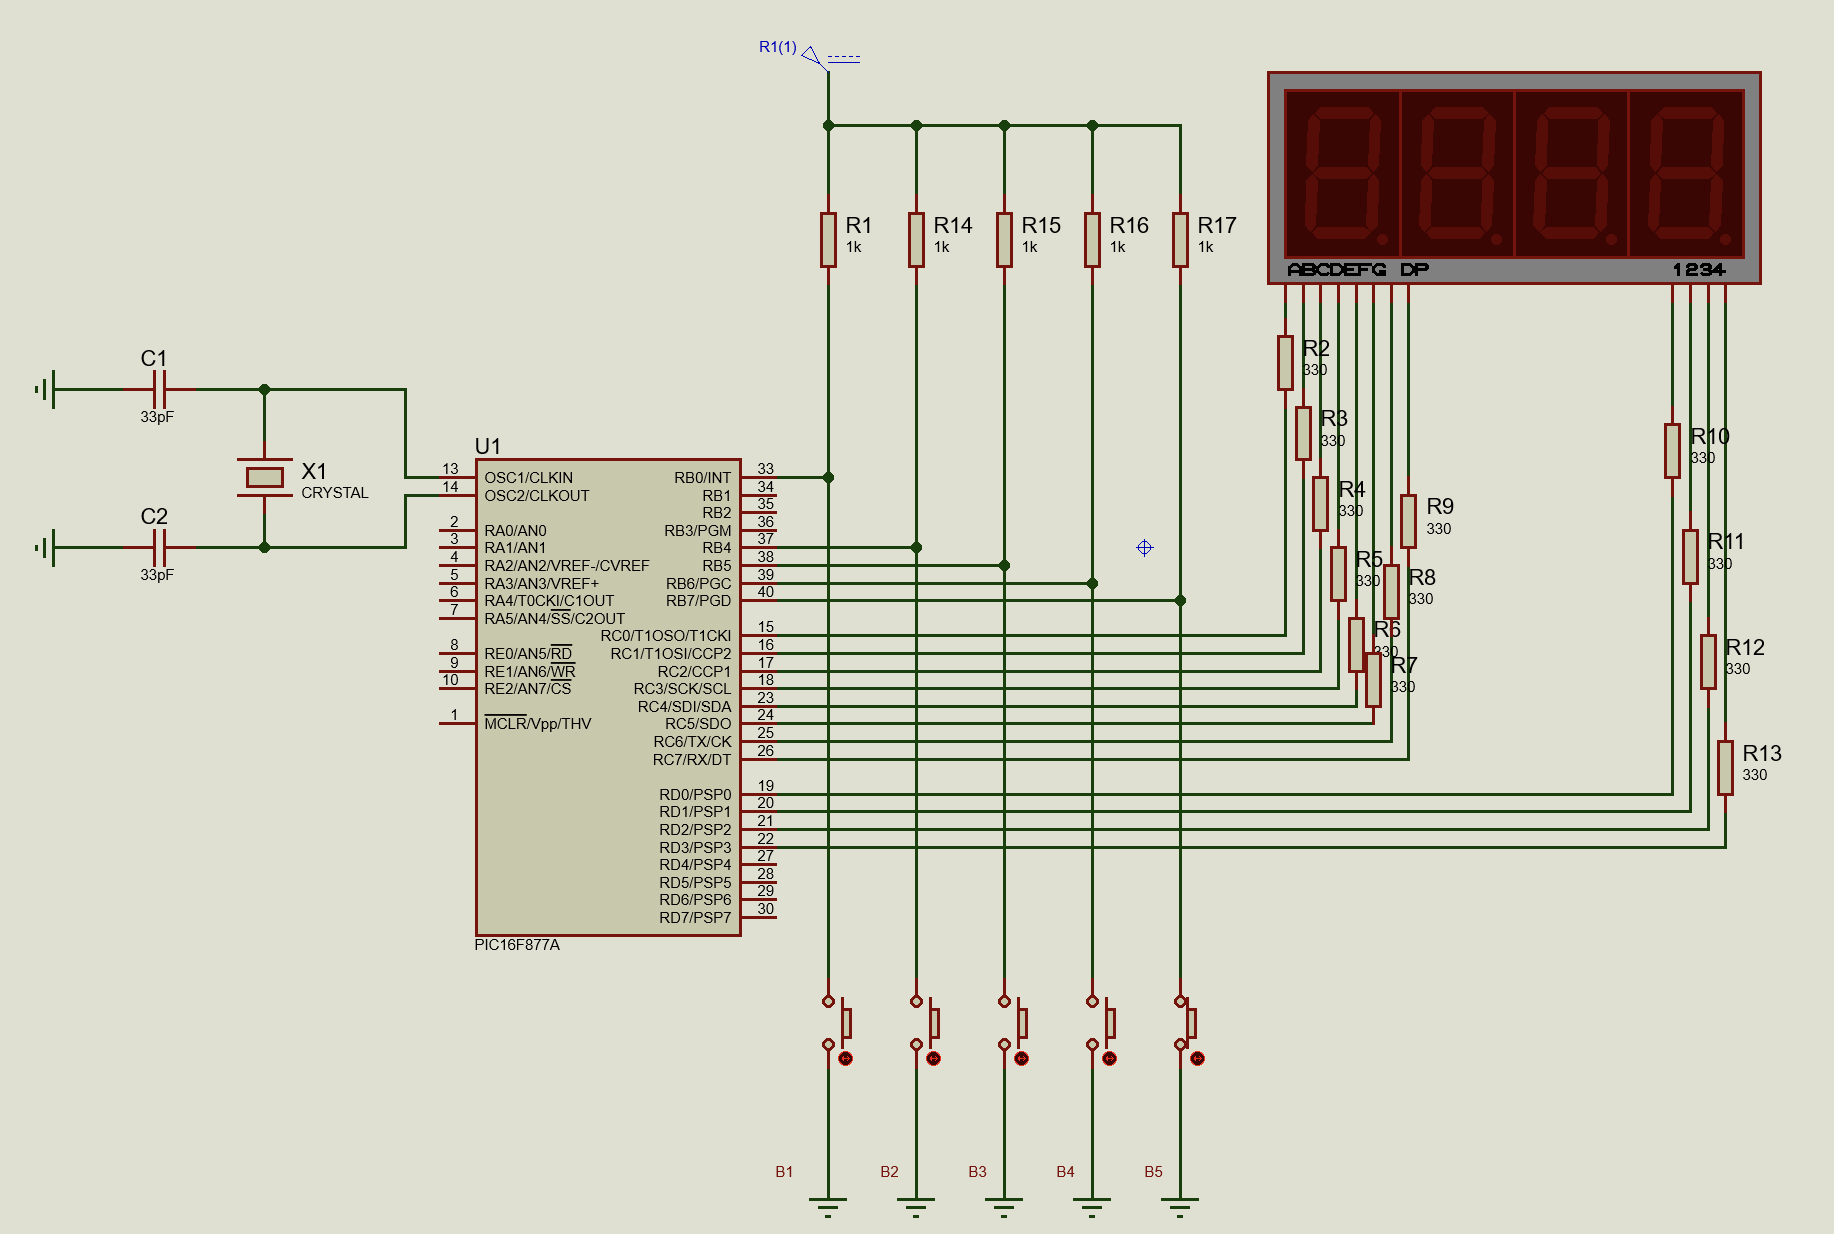 R1(1)
R1
1k
R14
1k
R15
1k
R16
1k
R17
1k
ABCDEFG DP
1234
C1
33pF
X1
CRYSTAL
C2
33pF
U1
13 OSC1/CLKIN
14 OSC2/CLKOUT
2 RA0/AN0
3 RA1/AN1
4 RA2/AN2/VREF-/CVREF
5 RA3/AN3/VREF+
6 RA4/T0CKI/C1OUT
7 RA5/AN4/SS/C2OUT
8 RE0/AN5/RD
9 RE1/AN6/WR
10 RE2/AN7/CS
1 MCLR/Vpp/THV
RB0/INT 33
RB1 34
RB2 35
RB3/PGM 36
RB4 37
RB5 38
RB6/PGC 39
RB7/PGD 40
RC0/T1OSO/T1CKI 15
RC1/T1OSI/CCP2 16
RC2/CCP1 17
RC3/SCK/SCL 18
RC4/SDI/SDA 23
RC5/SDO 24
RC6/TX/CK 25
RC7/RX/DT 26
RD0/PSP0 19
RD1/PSP1 20
RD2/PSP2 21
RD3/PSP3 22
RD4/PSP4 27
RD5/PSP5 28
RD6/PSP6 29
RD7/PSP7 30
PIC16F877A
R2
330
R3
330
R4
330
R5
330
R6
330
R7
330
R8
330
R9
330
R10
330
R11
330
R12
330
R13
330
B1
B2
B3
B4
B5